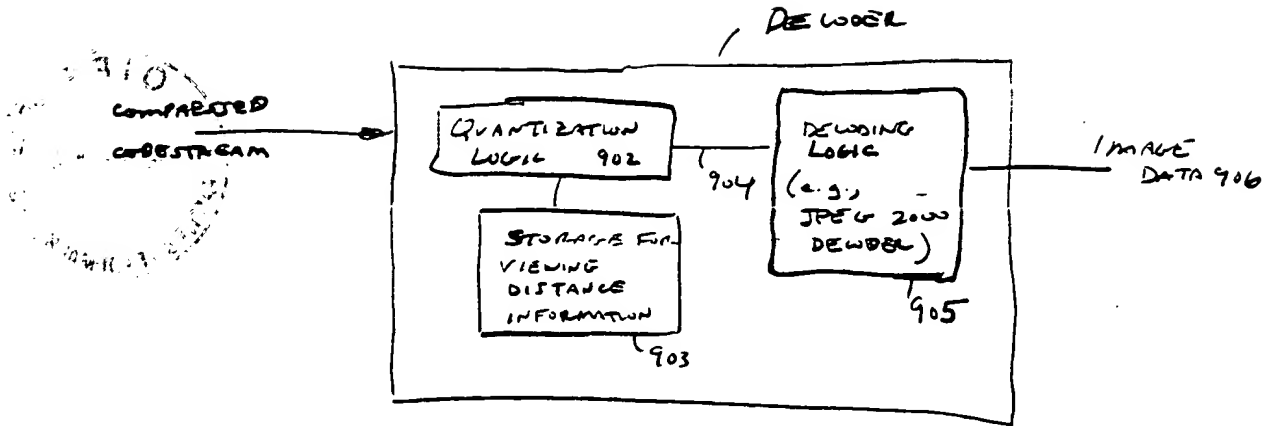 DECODER
COMPRESSED
CODESTREAM
QUANTIZATION
LOGIC 902
904
DECODING
LOGIC
(e.g.,
JPEG 2000
DECODER)
905
IMAGE
DATA 906
STORAGE FOR
VIEWING
DISTANCE
INFORMATION
903